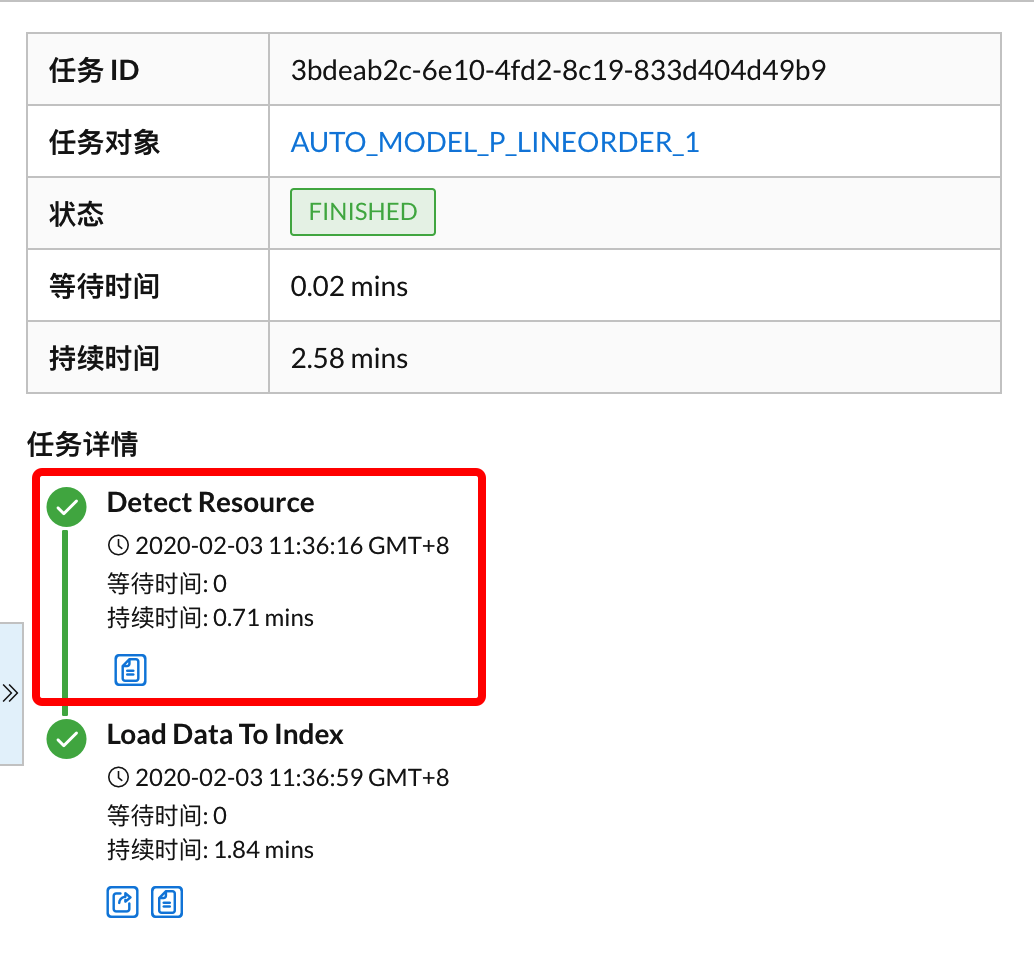 任务 ID 3bdeab2c-6e10-4fd2-8c19-833d404d49b9
任务对象 AUTO_MODEL_P_LINEORDER_1
状态 FINISHED
等待时间 0.02 mins
持续时间 2.58 mins
任务详情
Detect Resource
2020-02-03 11:36:16 GMT+8
等待时间: 0
持续时间: 0.71 mins
Load Data To Index
2020-02-03 11:36:59 GMT+8
等待时间: 0
持续时间: 1.84 mins